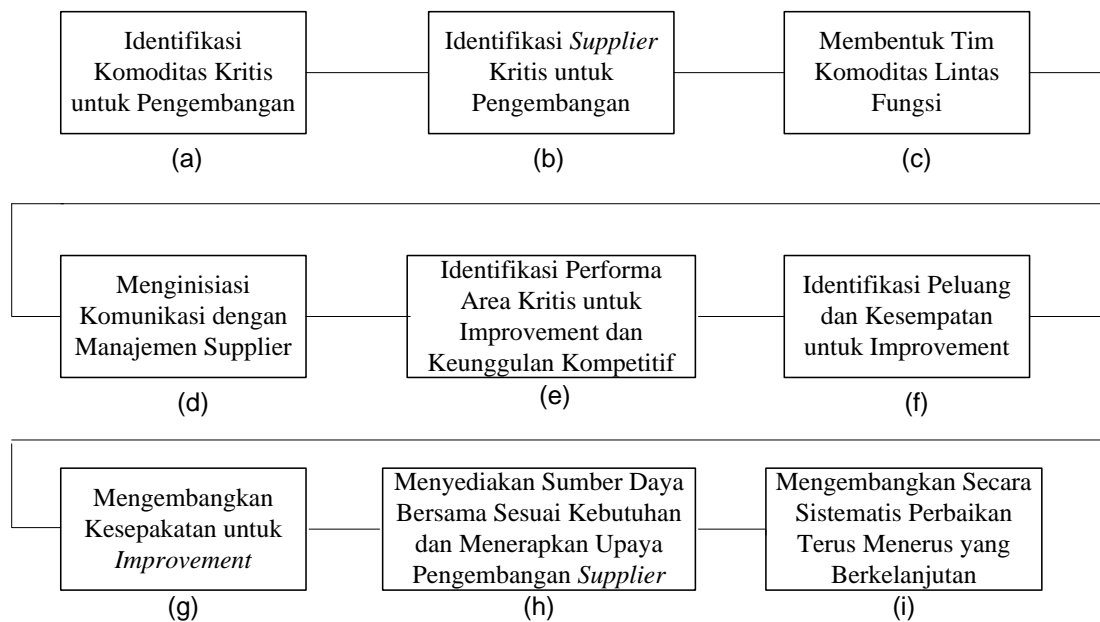 Identifikasi
Komoditas Kritis
untuk Pengembangan
(a)
Identifikasi Supplier
Kritis untuk
Pengembangan
(b)
Membentuk Tim
Komoditas Lintas
Fungsi
(c)
Menginisiasi
Komunikasi dengan
Manajemen Supplier
(d)
Identifikasi Performa
Area Kritis untuk
Improvement dan
Keunggulan Kompetitif
(e)
Identifikasi Peluang
dan Kesempatan
untuk Improvement
(f)
Mengembangkan
Kesepakatan untuk
Improvement
(g)
Menyediakan Sumber Daya
Bersama Sesuai Kebutuhan
dan Menerapkan Upaya
Pengembangan Supplier
(h)
Mengembangkan Secara
Sistematis Perbaikan
Terus Menerus yang
Berkelanjutan
(i)